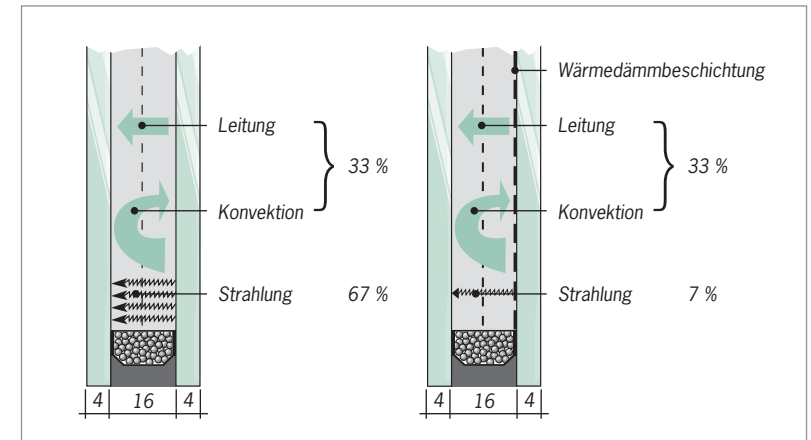 Wärmedämmbeschichtung
Leitung
33 %
Konvektion
Strahlung 67 %
4 16 4
Leitung
33 %
Konvektion
Strahlung 7 %
4 16 4